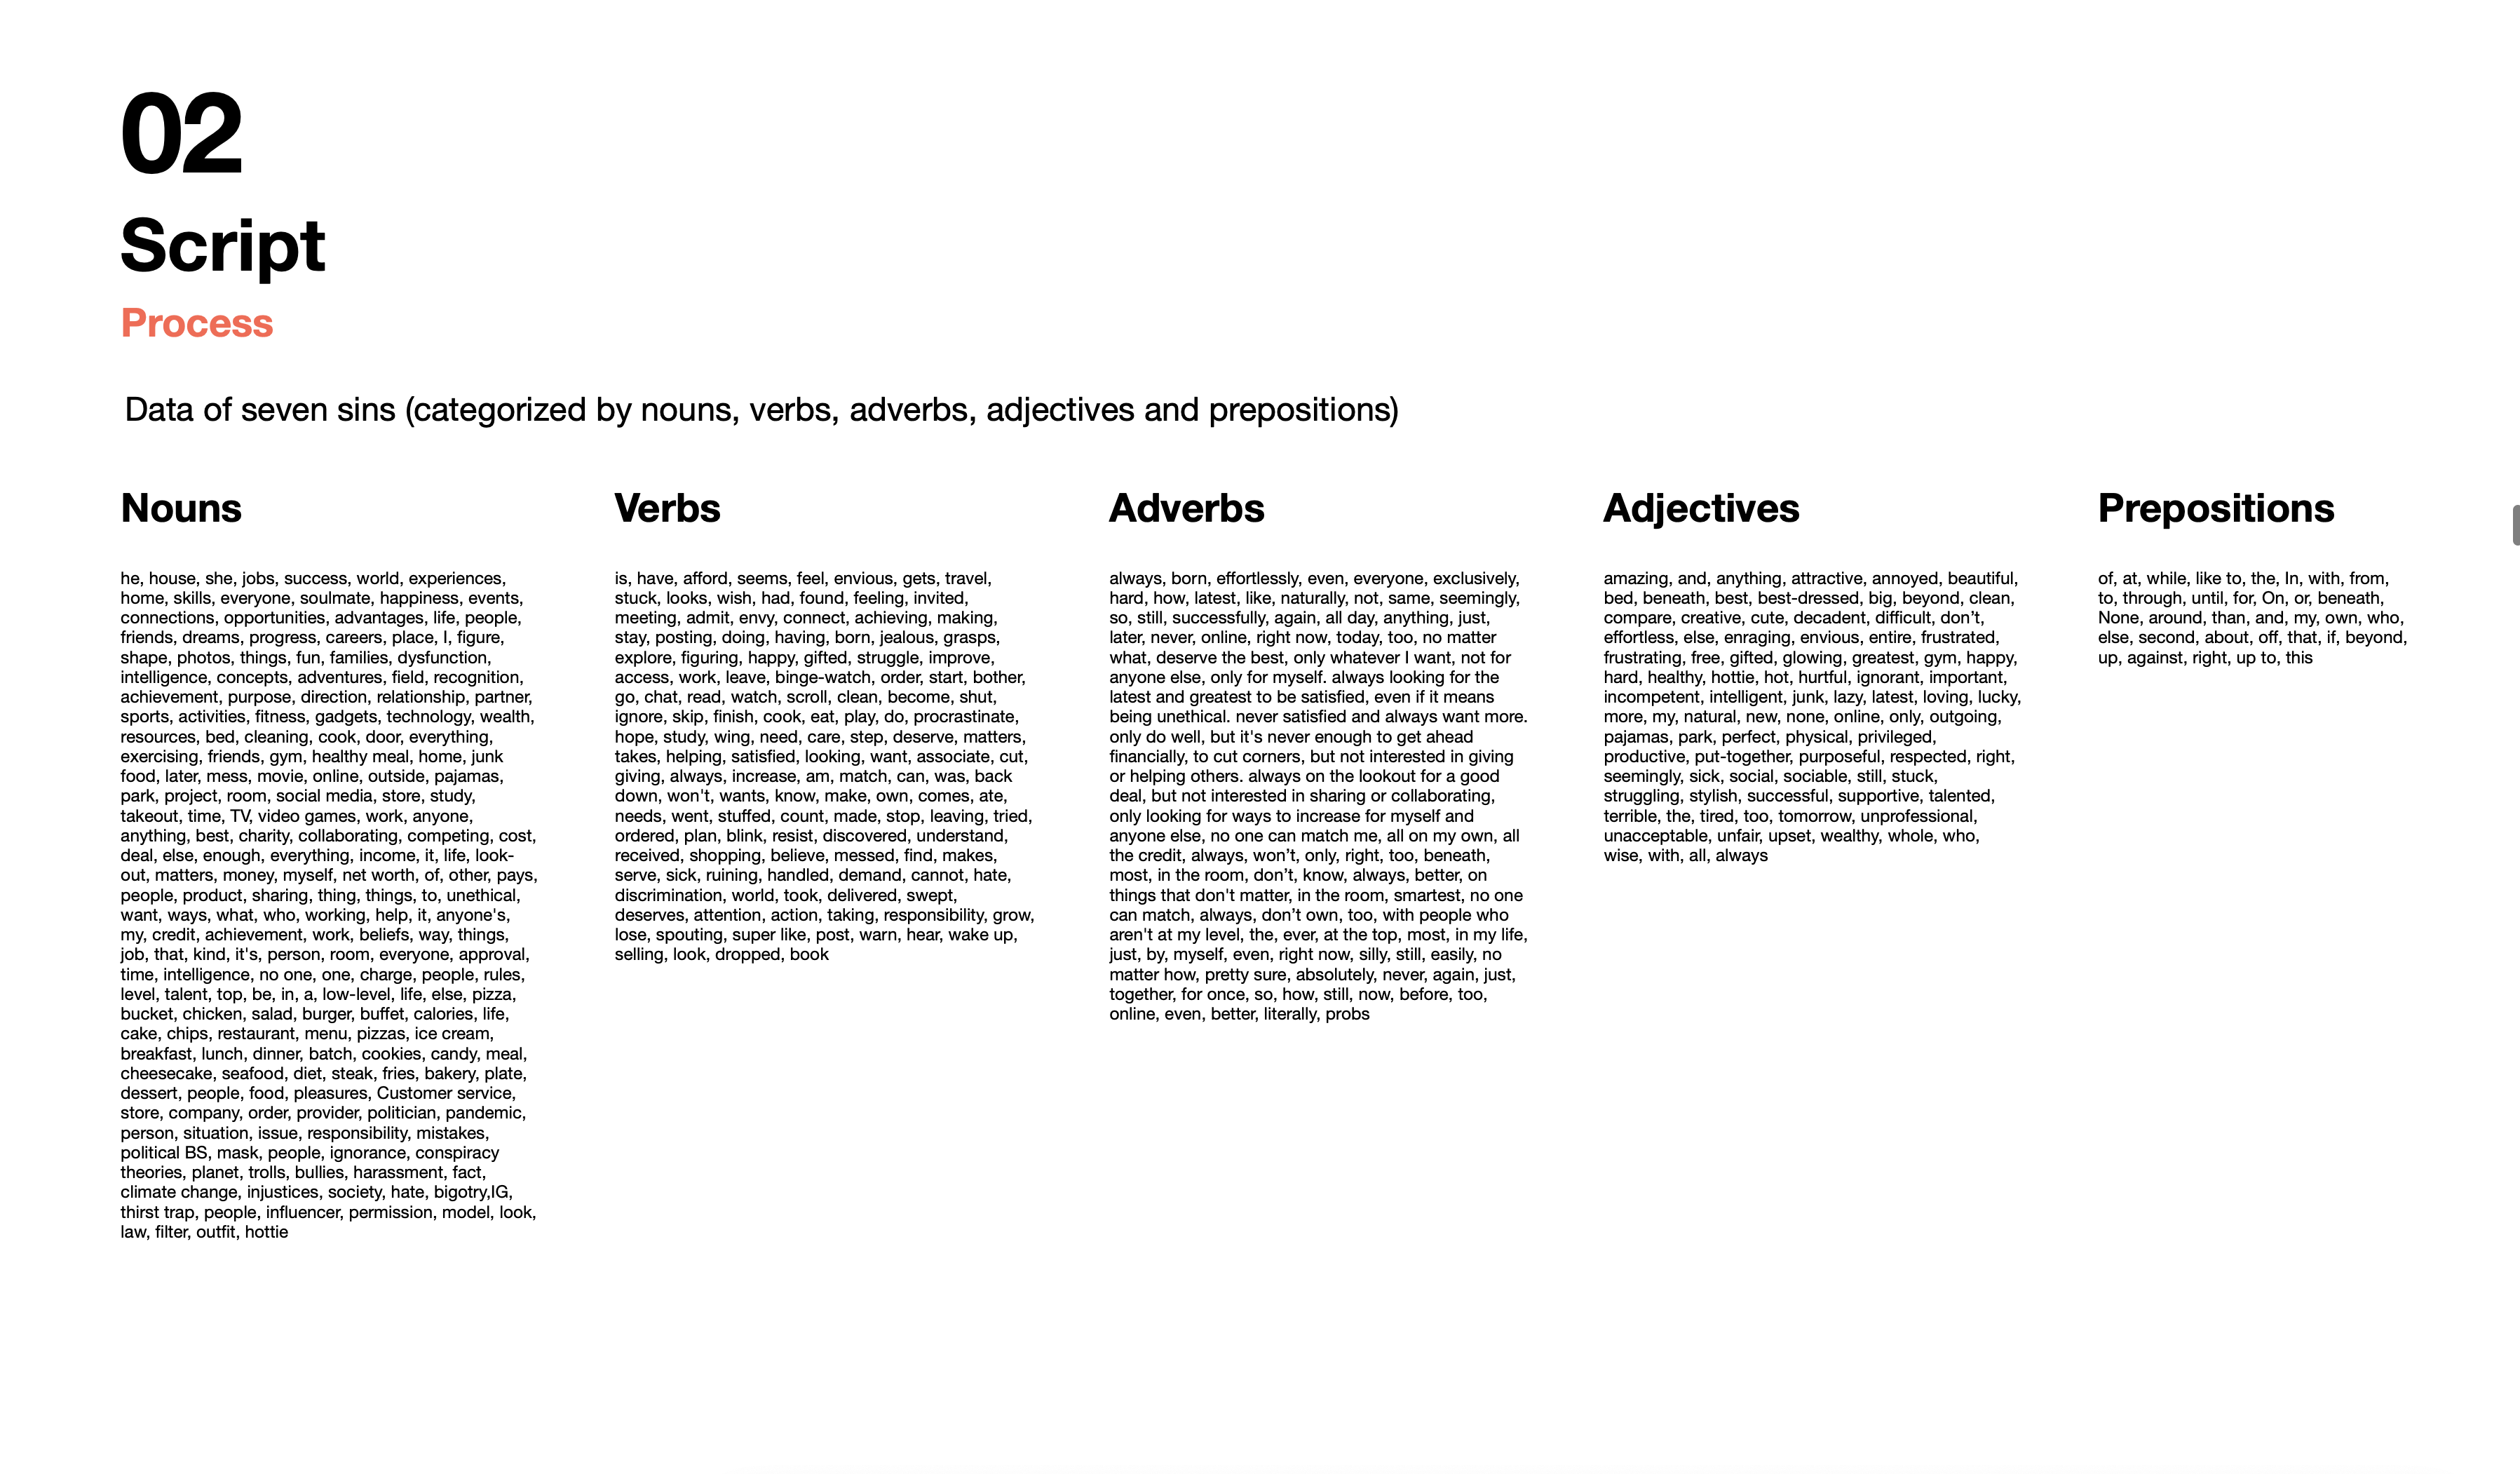 02
Script
Process
Data of seven sins (categorized by nouns, verbs, adverbs, adjectives and prepositions)
Nouns
he, house, she, jobs, success, world, experiences,
home, skills, everyone, soulmate, happiness, events,
connections, opportunities, advantages, life, people,
friends, dreams, progress, careers, place, I, figure,
shape, photos, things, fun, families, dysfunction,
intelligence, concepts, adventures, field, recognition,
achievement, purpose, direction, relationship, partner,
sports, activities, fitness, gadgets, technology, wealth,
resources, bed, cleaning, cook, door, everything,
exercising, friends, gym, healthy meal, home, junk
food, later, mess, movie, online, outside, pajamas,
park, project, room, social media, store, study,
takeout, time, TV, video games, work, anyone,
anything, best, charity, collaborating, competing, cost,
deal, else, enough, everything, income, it, life, look-
out, matters, money, myself, net worth, of, other, pays,
people, product, sharing, thing, things, to, unethical,
want, ways, what, who, working, help, it, anyone's,
my, credit, achievement, work, beliefs, way, things,
job, that, kind, it's, person, room, everyone, approval,
time, intelligence, no one, one, charge, people, rules,
level, talent, top, be, in, a, low-level, life, else, pizza,
bucket, chicken, salad, burger, buffet, calories, life,
cake, chips, restaurant, menu, pizzas, ice cream,
breakfast, lunch, dinner, batch, cookies, candy, meal,
cheesecake, seafood, diet, steak, fries, bakery, plate,
dessert, people, food, pleasures, Customer service,
store, company, order, provider, politician, pandemic,
person, situation, issue, responsibility, mistakes,
political BS, mask, people, ignorance, conspiracy
theories, planet, trolls, bullies, harassment, fact,
climate change, injustices, society, hate, bigotry,IG,
thirst trap, people, influencer, permission, model, look,
law, filter, outfit, hottie
Verbs
is, have, afford, seems, feel, envious, gets, travel,
stuck, looks, wish, had, found, feeling, invited,
meeting, admit, envy, connect, achieving, making,
stay, posting, doing, having, born, jealous, grasps,
explore, figuring, happy, gifted, struggle, improve,
access, work, leave, binge-watch, order, start, bother,
go, chat, read, watch, scroll, clean, become, shut,
ignore, skip, finish, cook, eat, play, do, procrastinate,
hope, study, wing, need, care, step, deserve, matters,
takes, helping, satisfied, looking, want, associate, cut,
giving, always, increase, am, match, can, was, back
down, won't, wants, know, make, own, comes, ate,
needs, went, stuffed, count, made, stop, leaving, tried,
ordered, plan, blink, resist, discovered, understand,
received, shopping, believe, messed, find, makes,
serve, sick, ruining, handled, demand, cannot, hate,
discrimination, world, took, delivered, swept,
deserves, attention, action, taking, responsibility, grow,
lose, spouting, super like, post, warn, hear, wake up,
selling, look, dropped, book
Adverbs
always, born, effortlessly, even, everyone, exclusively,
hard, how, latest, like, naturally, not, same, seemingly,
so, still, successfully, again, all day, anything, just,
later, never, online, right now, today, too, no matter
what, deserve the best, only whatever I want, not for
anyone else, only for myself. always looking for the
latest and greatest to be satisfied, even if it means
being unethical. never satisfied and always want more.
only do well, but it's never enough to get ahead
financially, to cut corners, but not interested in giving
or helping others. always on the lookout for a good
deal, but not interested in sharing or collaborating,
only looking for ways to increase for myself and
anyone else, no one can match me, all on my own, all
the credit, always, won’t, only, right, too, beneath,
most, in the room, don’t, know, always, better, on
things that don't matter, in the room, smartest, no one
can match, always, don’t own, too, with people who
aren't at my level, the, ever, at the top, most, in my life,
just, by, myself, even, right now, silly, still, easily, no
matter how, pretty sure, absolutely, never, again, just,
together, for once, so, how, still, now, before, too,
online, even, better, literally, probs
Adjectives
amazing, and, anything, attractive, annoyed, beautiful,
bed, beneath, best, best-dressed, big, beyond, clean,
compare, creative, cute, decadent, difficult, don’t,
effortless, else, enraging, envious, entire, frustrated,
frustrating, free, gifted, glowing, greatest, gym, happy,
hard, healthy, hottie, hot, hurtful, ignorant, important,
incompetent, intelligent, junk, lazy, latest, loving, lucky,
more, my, natural, new, none, online, only, outgoing,
pajamas, park, perfect, physical, privileged,
productive, put-together, purposeful, respected, right,
seemingly, sick, social, sociable, still, stuck,
struggling, stylish, successful, supportive, talented,
terrible, the, tired, too, tomorrow, unprofessional,
unacceptable, unfair, upset, wealthy, whole, who,
wise, with, all, always
Prepositions
of, at, while, like to, the, In, with, from,
to, through, until, for, On, or, beneath,
None, around, than, and, my, own, who,
else, second, about, off, that, if, beyond,
up, against, right, up to, this